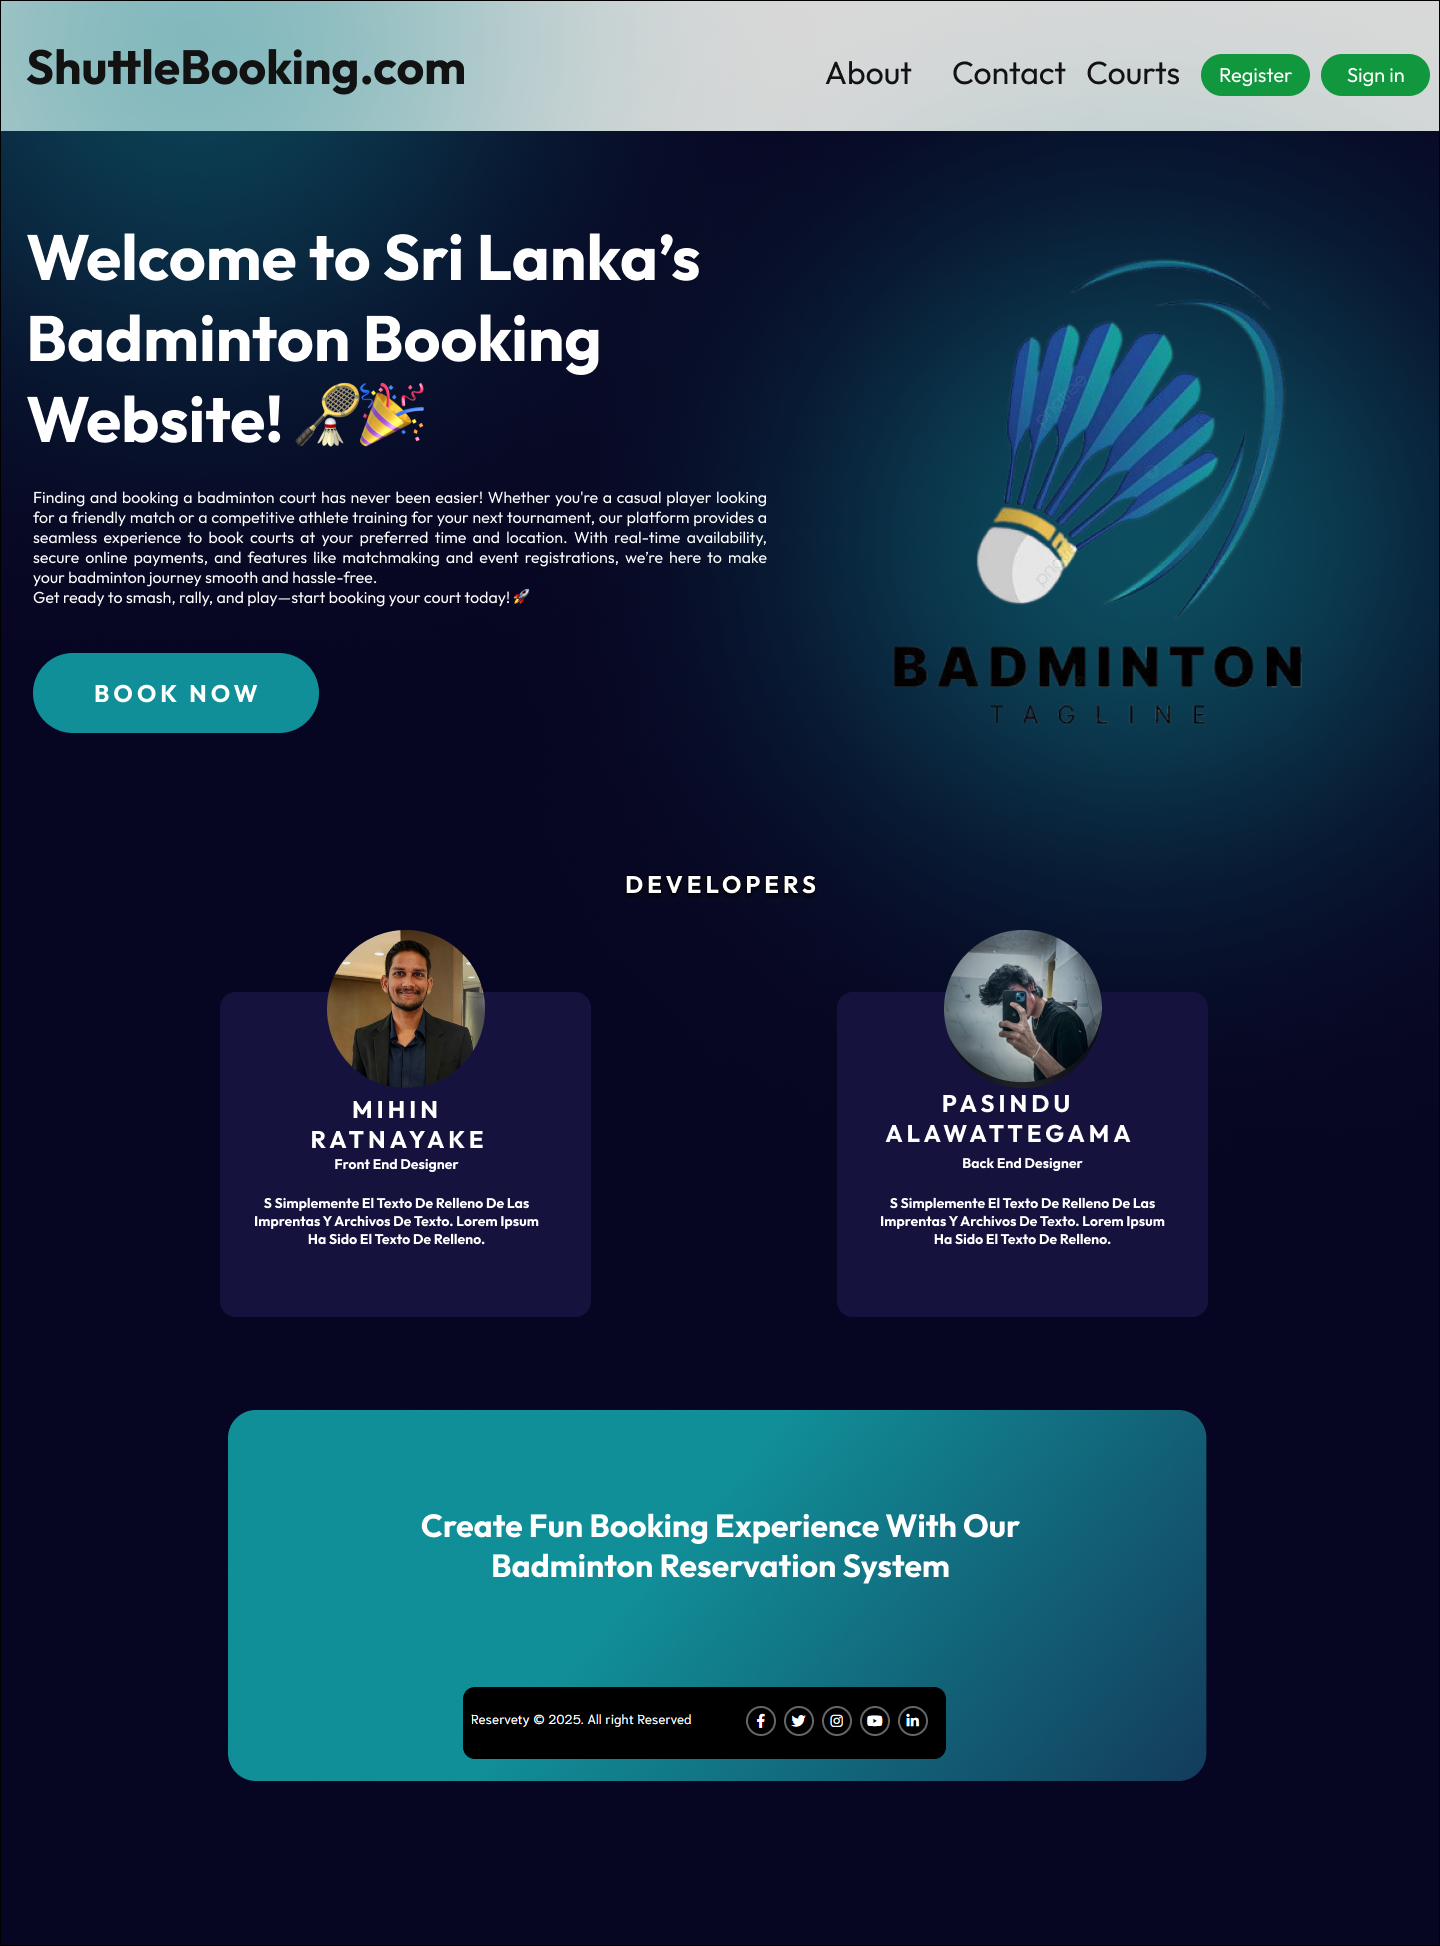 ShuttleBooking.com
About
Contact
Courts
Register
Sign in
Welcome to Sri Lanka’s
Badminton Booking
Website! 🏸🎉
Finding and booking a badminton court has never been easier! Whether you're a casual player looking
for a friendly match or a competitive athlete training for your next tournament, our platform provides a
seamless experience to book courts at your preferred time and location. With real-time availability,
secure online payments, and features like matchmaking and event registrations, we’re here to make
your badminton journey smooth and hassle-free.
Get ready to smash, rally, and play—start booking your court today! 🚀
BOOK NOW
BADMINTON
TAGLINE
DEVELOPERS
MIHIN
RATNAYAKE
Front End Designer
S Simplemente El Texto De Relleno De Las
Imprentas Y Archivos De Texto. Lorem Ipsum
Ha Sido El Texto De Relleno.
PASINDU
ALAWATTEGAMA
Back End Designer
S Simplemente El Texto De Relleno De Las
Imprentas Y Archivos De Texto. Lorem Ipsum
Ha Sido El Texto De Relleno.
Create Fun Booking Experience With Our
Badminton Reservation System
Reservety © 2025. All right Reserved